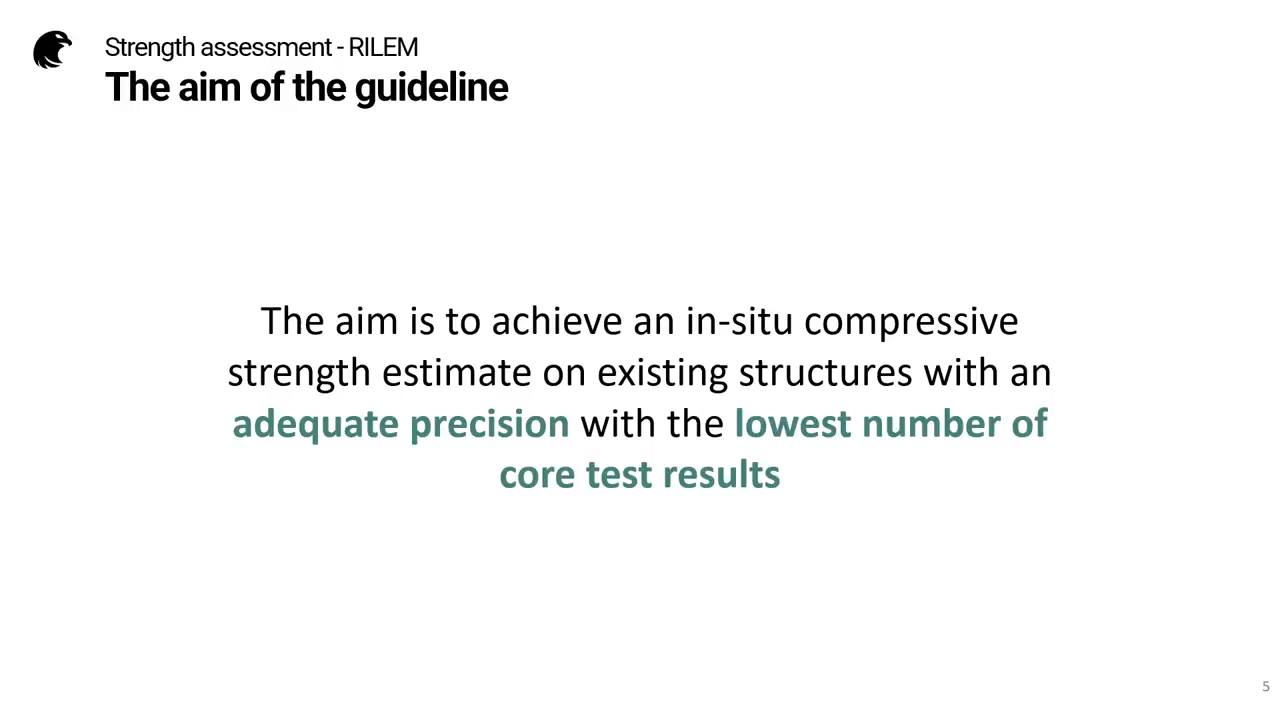 Strength assessment - RILEM
The aim of the guideline
The aim is to achieve an in-situ compressive
strength estimate on existing structures with an
adequate precision with the lowest number of
core test results
5